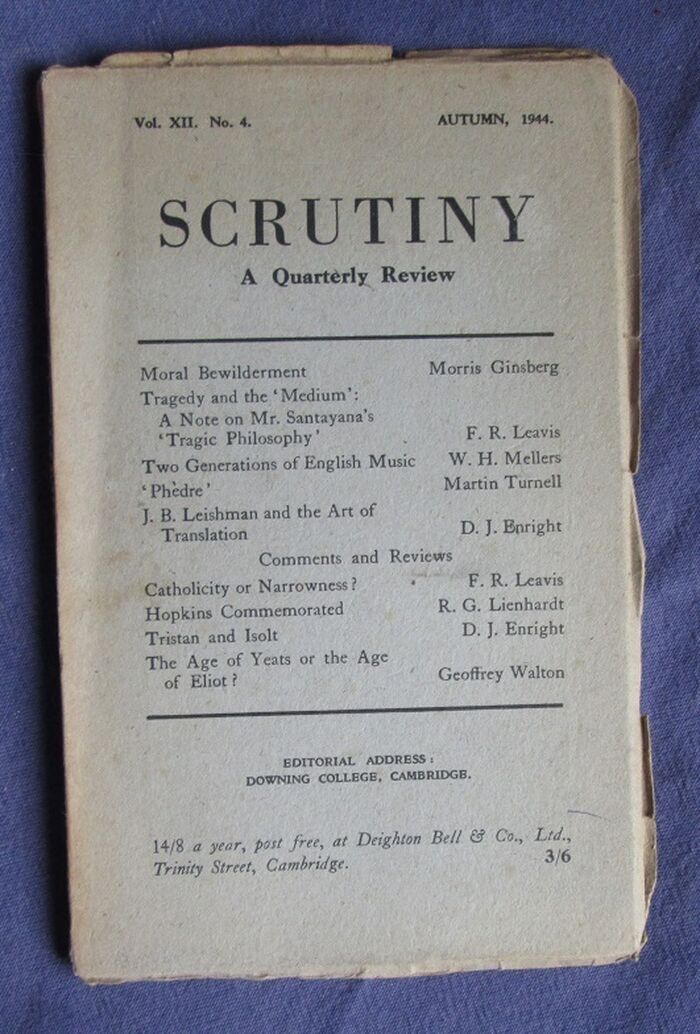 Vol. XII. No. 4. AUTUMN, 1944.
SCRUTINY
A Quarterly Review
Moral Bewilderment Morris Ginsberg
Tragedy and the ‘Medium’:
A Note on Mr. Santayana’s
‘Tragic Philosophy’ F. R. Leavis
Two Generations of English Music W. H. Mellers
‘Phèdre’ Martin Turnell
J. B. Leishman and the Art of
Translation D. J. Enright
Comments and Reviews
Catholicity or Narrowness? F. R. Leavis
Hopkins Commemorated R. G. Lienhardt
Tristan and Isolt D. J. Enright
The Age of Yeats or the Age
of Eliot? Geoffrey Walton
EDITORIAL ADDRESS:
DOWNING COLLEGE, CAMBRIDGE.
14/8 a year, post free, at Deighton Bell & Co., Ltd.,
Trinity Street, Cambridge. 3/6